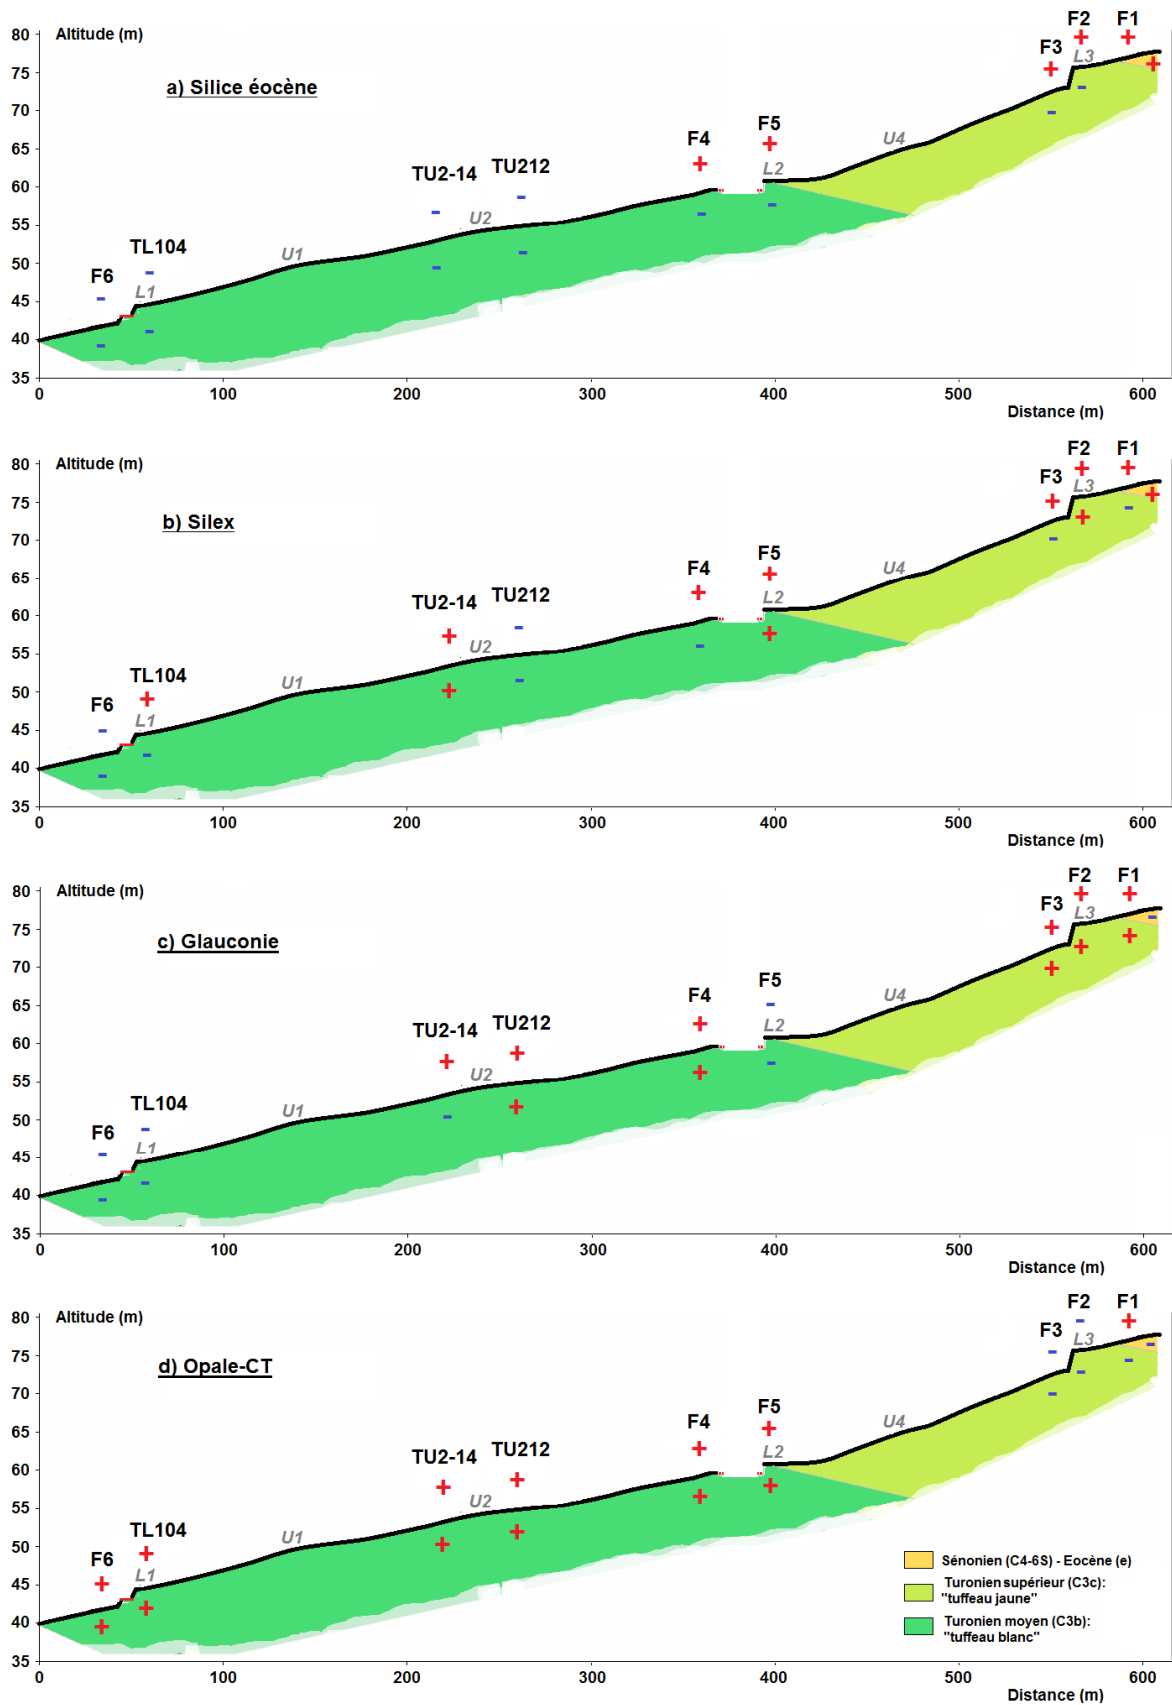 Altitude (m)
a) Silice éocène
F2 F1
F3 L3
80
75
70
65
60
55
50
45
40
35
F5
F4
L2
U4
TU2-14 TU212
U2
TL104
F6
L1
U1
0 100 200 300 400 500 600
Distance (m)
Altitude (m)
b) Silex
F2 F1
F3 L3
80
75
70
65
60
55
50
45
40
35
F5
F4
L2
U4
TU2-14 TU212
U2
TL104
F6
L1
U1
0 100 200 300 400 500 600
Distance (m)
Altitude (m)
c) Glauconie
F2 F1
F3 L3
80
75
70
65
60
55
50
45
40
35
F4 F5
L2
U4
TU2-14 TU212
U2
TL104
F6
L1
U1
0 100 200 300 400 500 600
Distance (m)
Altitude (m)
d) Opale-CT
F2 F1
F3 L3
80
75
70
65
60
55
50
45
40
35
F4 F5
L2
U4
TU2-14 TU212
U2
TL104
F6
L1
U1
Sénonien (C4-6S) - Eocène (e)
Turonien supérieur (C3c):
"tuffeau jaune"
Turonien moyen (C3b):
"tuffeau blanc"
0 100 200 300 400 500 600
Distance (m)